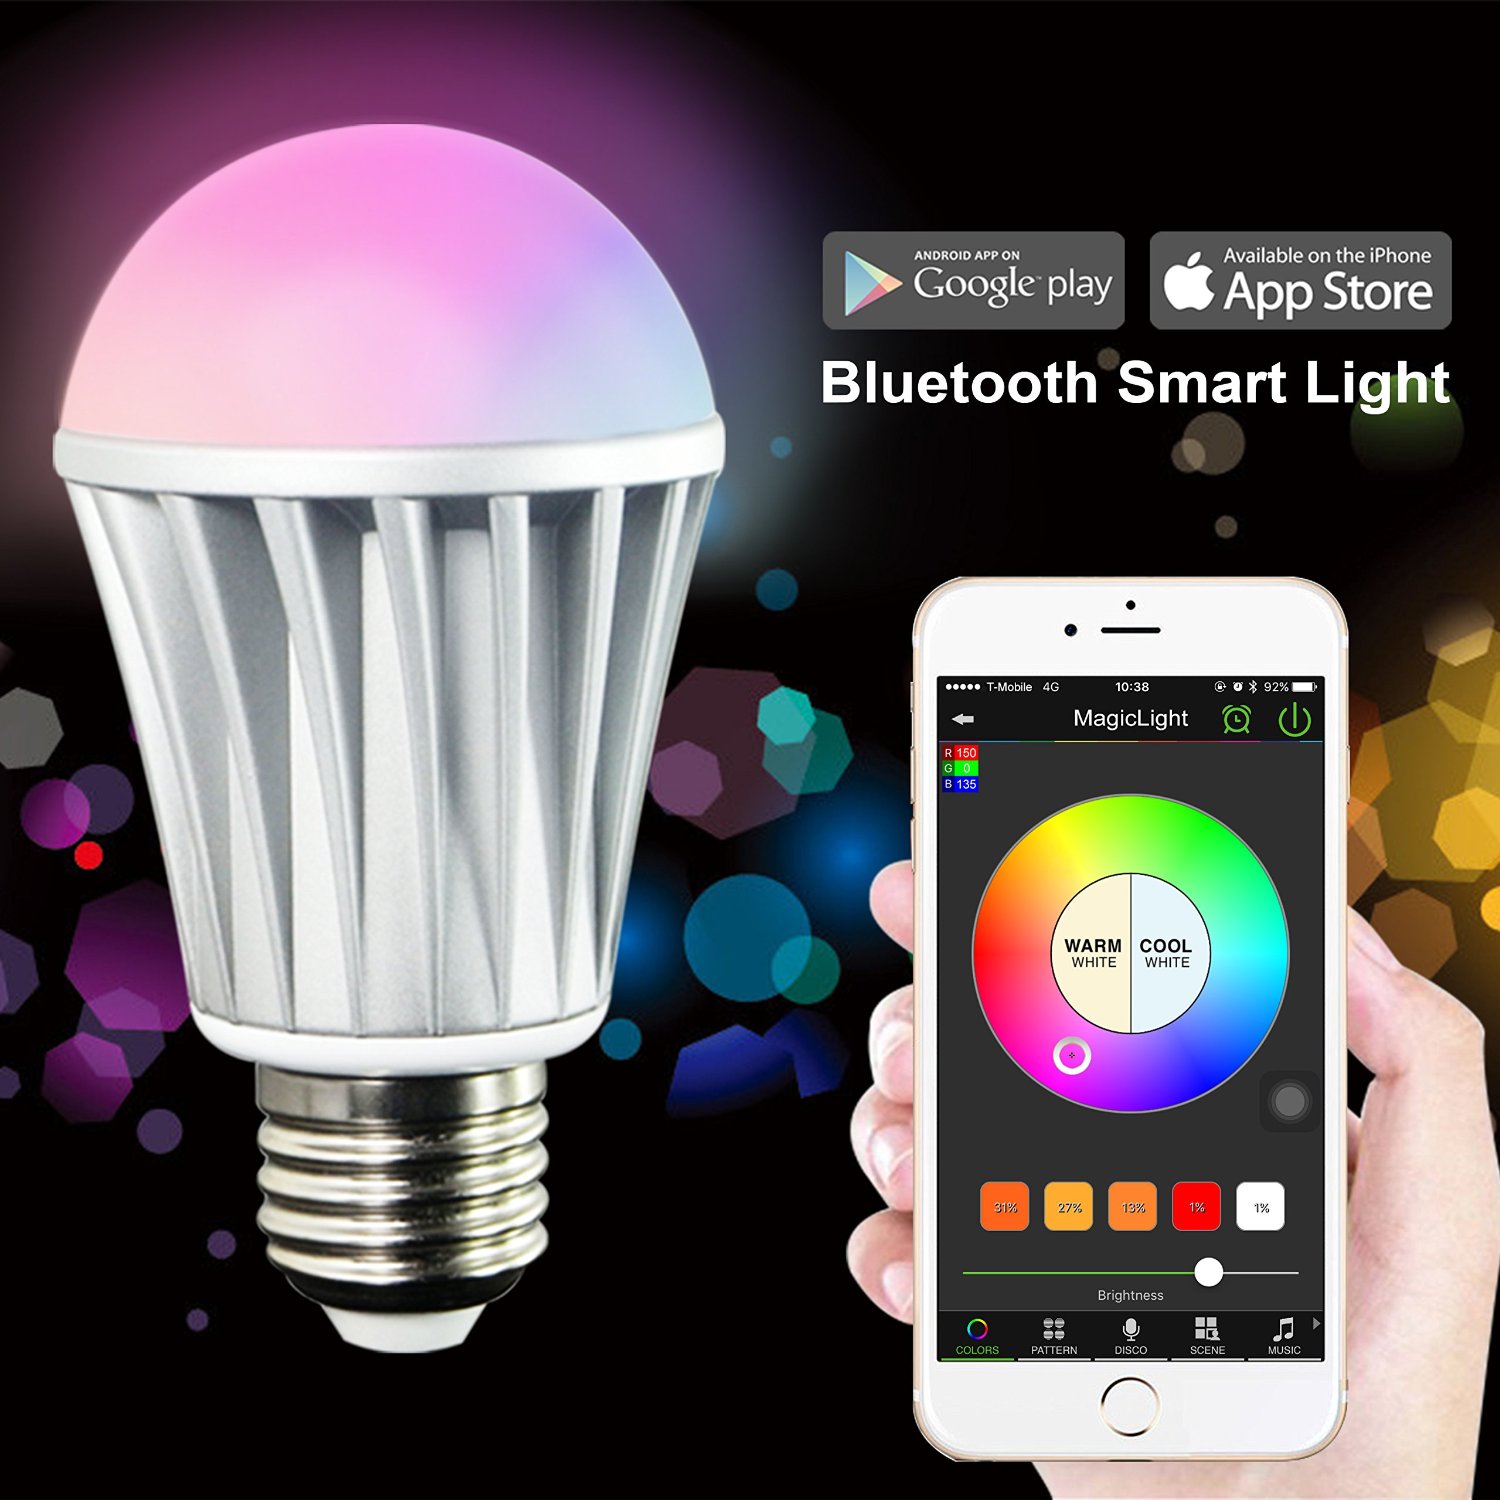 ANDROID APP ON
Google play
Available on the iPhone
App Store
Bluetooth Smart Light
T-Mobile 4G 10:38 92%
MagicLight
R 150
G 0
B 135
WARM WHITE
COOL WHITE
31% 27% 13% 1% 1%
Brightness
COLORS PATTERN DISCO SCENE MUSIC